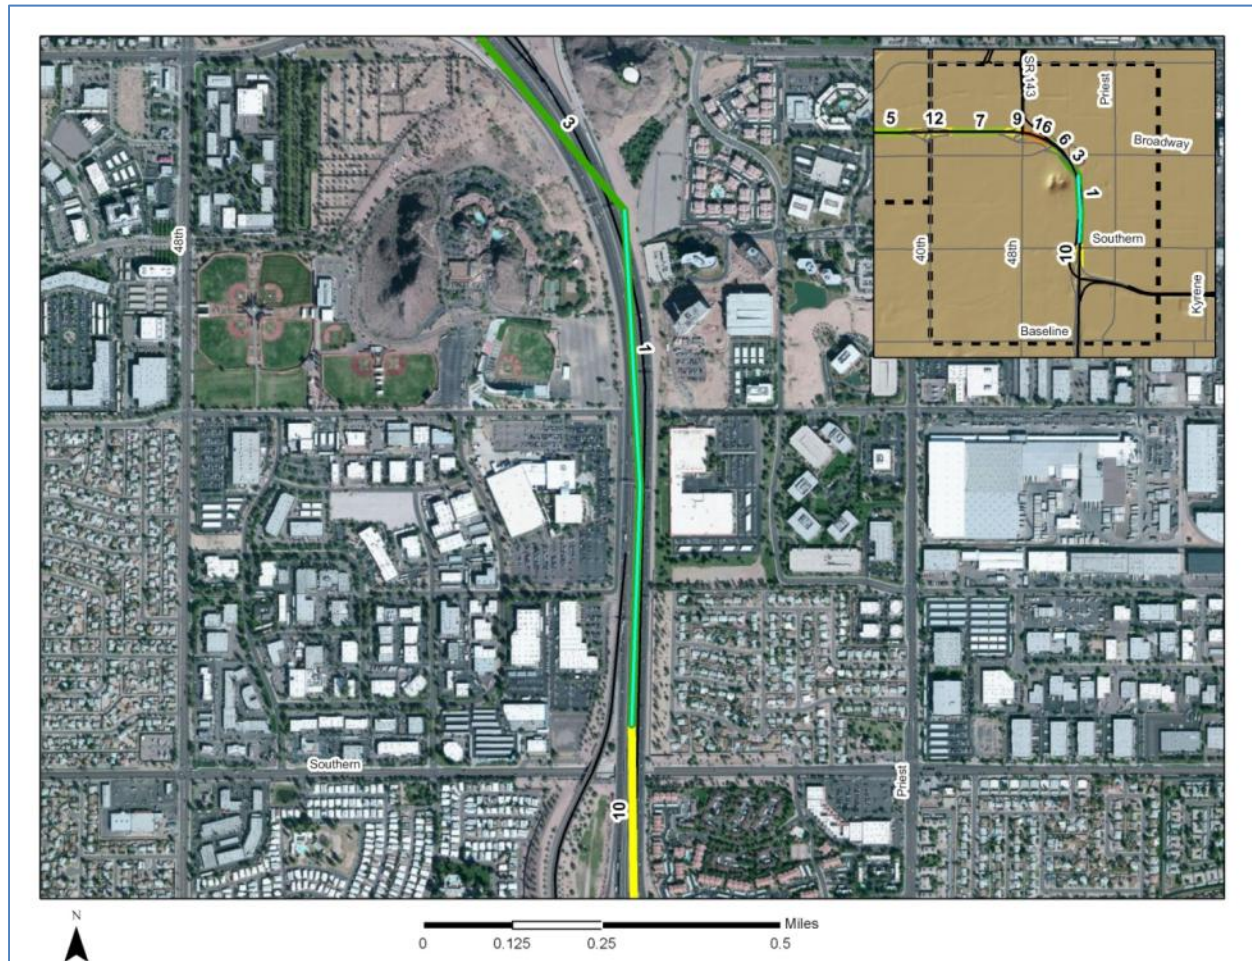 3
48th
1
Southern
10
Priest
SR 143
Priest
5
12
7
9
16
6
3
Broadway
1
40th
48th
10
Southern
Kyrene
Baseline
N
Miles
0
0.125
0.25
0.5